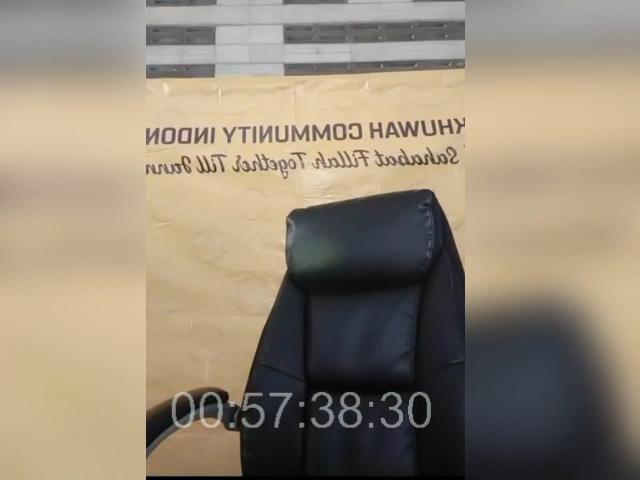 KHUWAH COMMUNITY INDON
Sahabat Fillah Together Till Jann
00:57:38:30